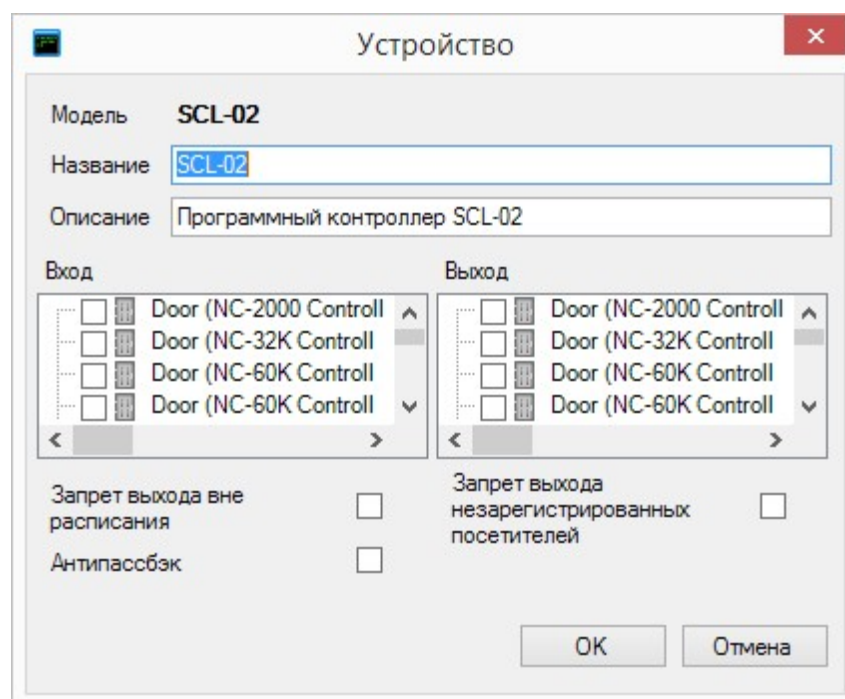 Устройство
Модель SCL-02
Название SCL-02
Описание Программный контроллер SCL-02
Вход
Door (NC-2000 Controll
Door (NC-32K Controll
Door (NC-60K Controll
Door (NC-60K Controll
Выход
Door (NC-2000 Controll
Door (NC-32K Controll
Door (NC-60K Controll
Door (NC-60K Controll
Запрет выхода вне
расписания
Антипассбэк
Запрет выхода
незарегистрированных
посетителей
OK Отмена